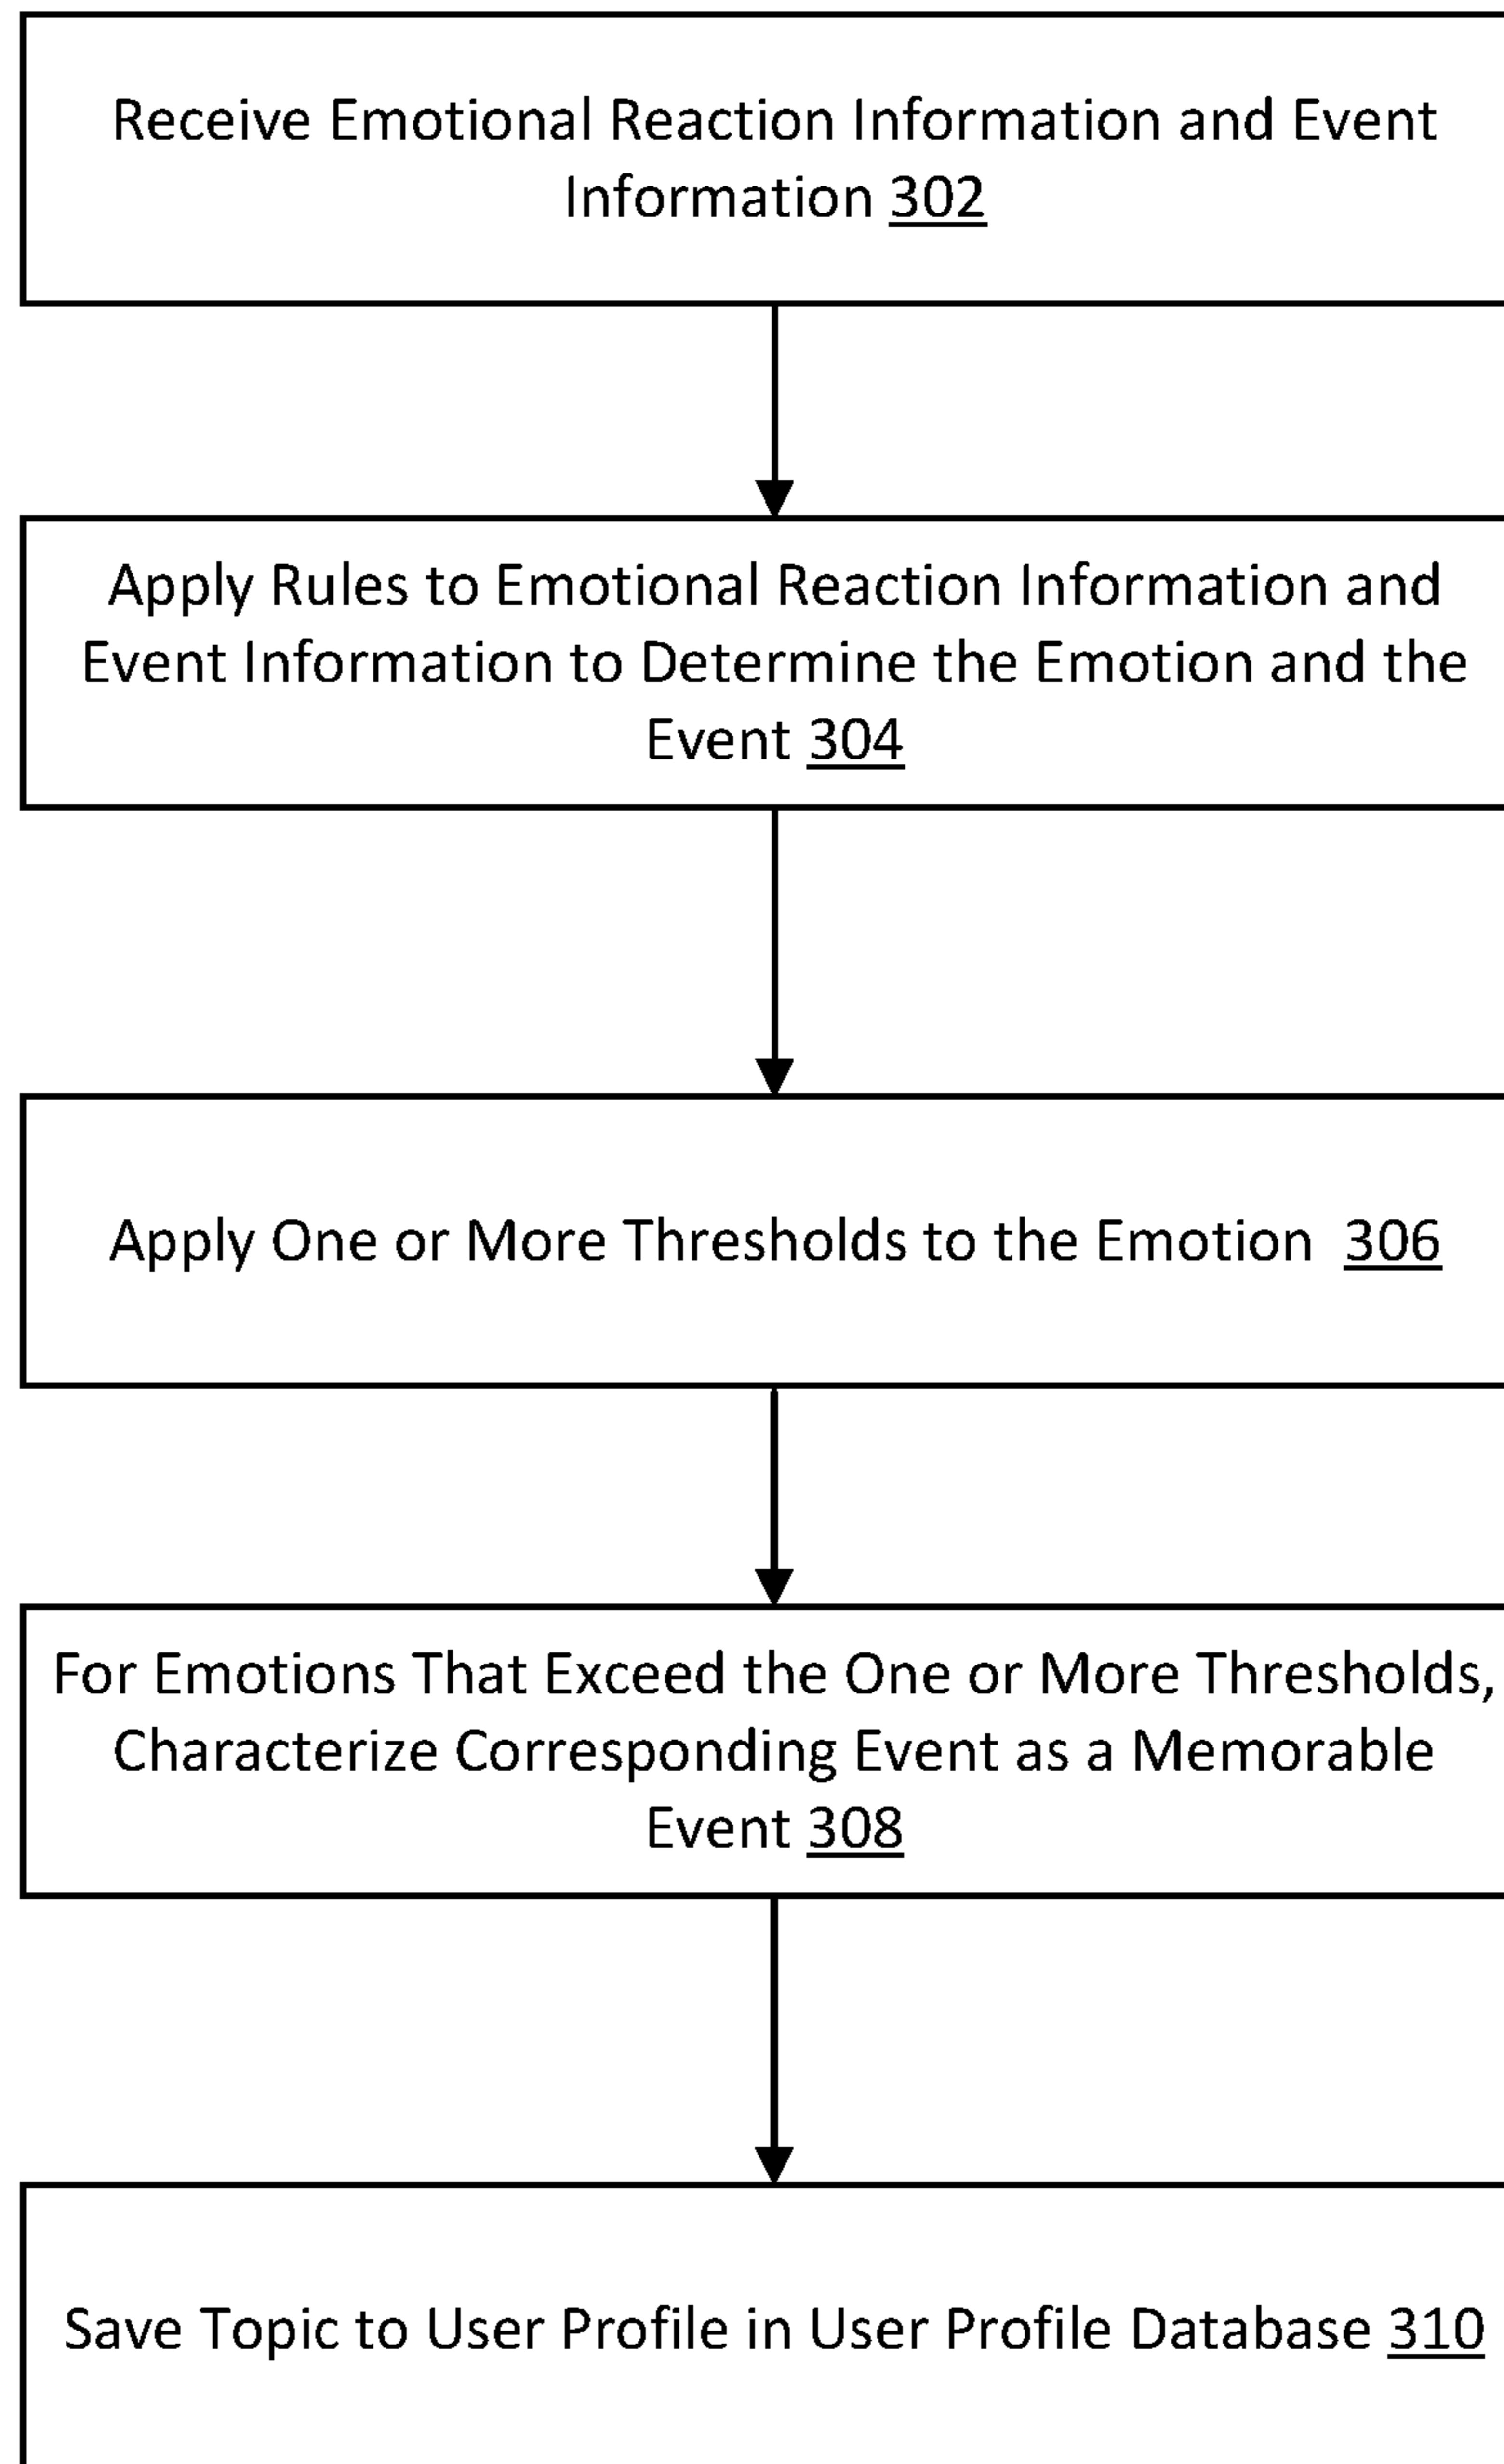 Receive Emotional Reaction Information and Event
Information 302
Apply Rules to Emotional Reaction Information and
Event Information to Determine the Emotion and the
Event 304
Apply One or More Thresholds to the Emotion 306
For Emotions That Exceed the One or More Thresholds,
Characterize Corresponding Event as a Memorable
Event 308
Save Topic to User Profile in User Profile Database 310